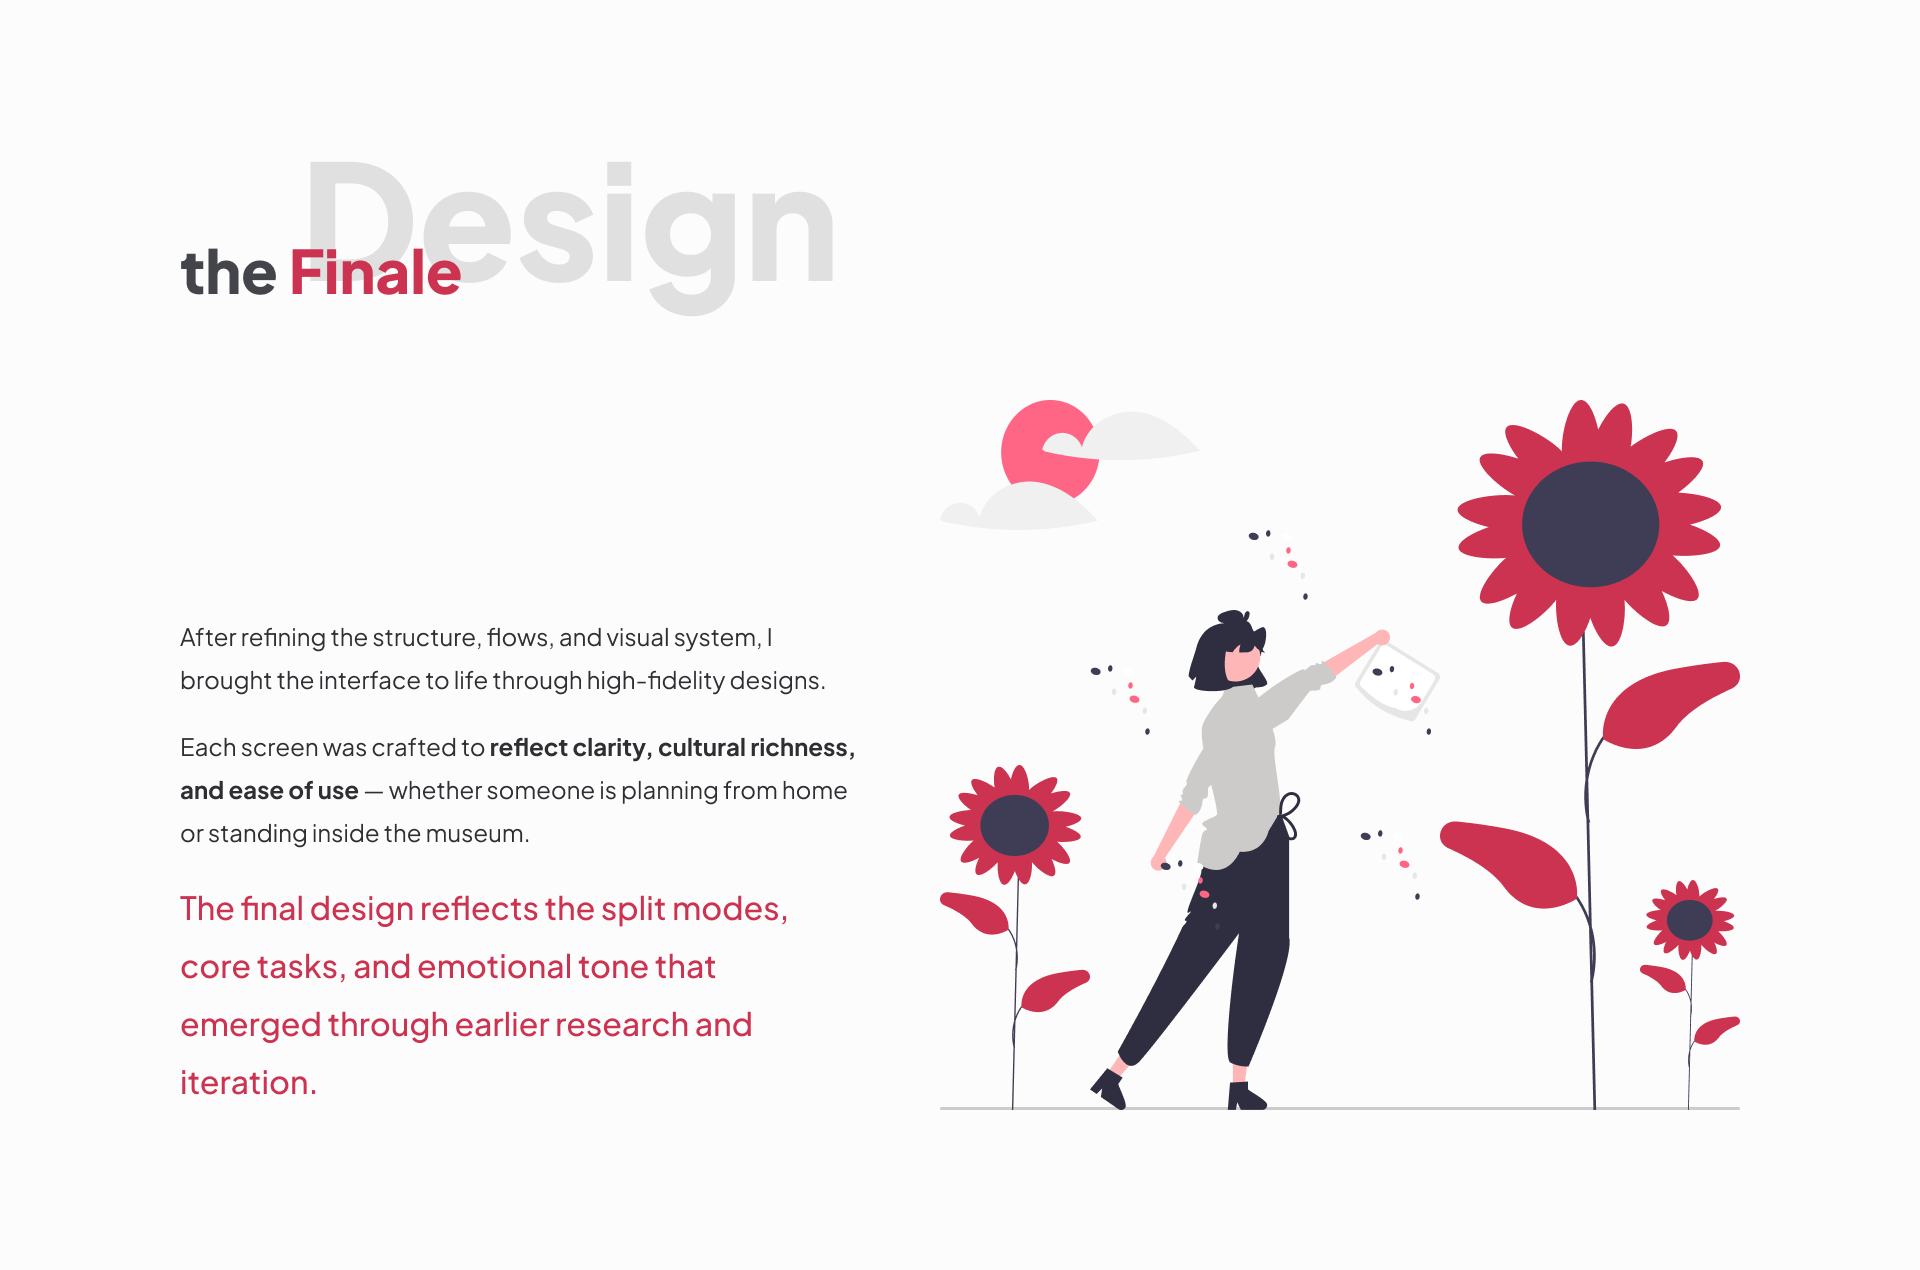 Design
the Finale
After refining the structure, flows, and visual system, I
brought the interface to life through high-fidelity designs.
Each screen was crafted to reflect clarity, cultural richness,
and ease of use — whether someone is planning from home
or standing inside the museum.
The final design reflects the split modes,
core tasks, and emotional tone that
emerged through earlier research and
iteration.